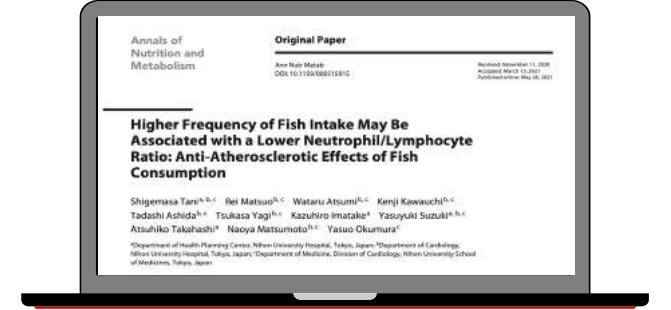 Annals of
Nutrition and
Metabolism
Original Paper
Ann Nutr Metab
DOI: 10.1159/000515915
Received: November 11, 2020
Accepted: March 15, 2021
Published online: May 28, 2021
Higher Frequency of Fish Intake May Be
Associated with a Lower Neutrophil/Lymphocyte
Ratio: Anti-Atherosclerotic Effects of Fish
Consumption
Shigemasa Tani a, b, c Rei Matsuo b, c Wataru Atsumi b, c Kenji Kawauchi b, c
Tadashi Ashida b, c Tsukasa Yagi b, c Kazuhiro Imatake a Yasuyuki Suzuki a, b, c
Atsuhiko Takahashi a Naoya Matsumoto b, c Yasuo Okumura c
a Department of Health Planning Center, Nihon University Hospital, Tokyo, Japan; b Department of Cardiology,
Nihon University Hospital, Tokyo, Japan; c Department of Medicine, Division of Cardiology, Nihon University School
of Medicines, Tokyo, Japan